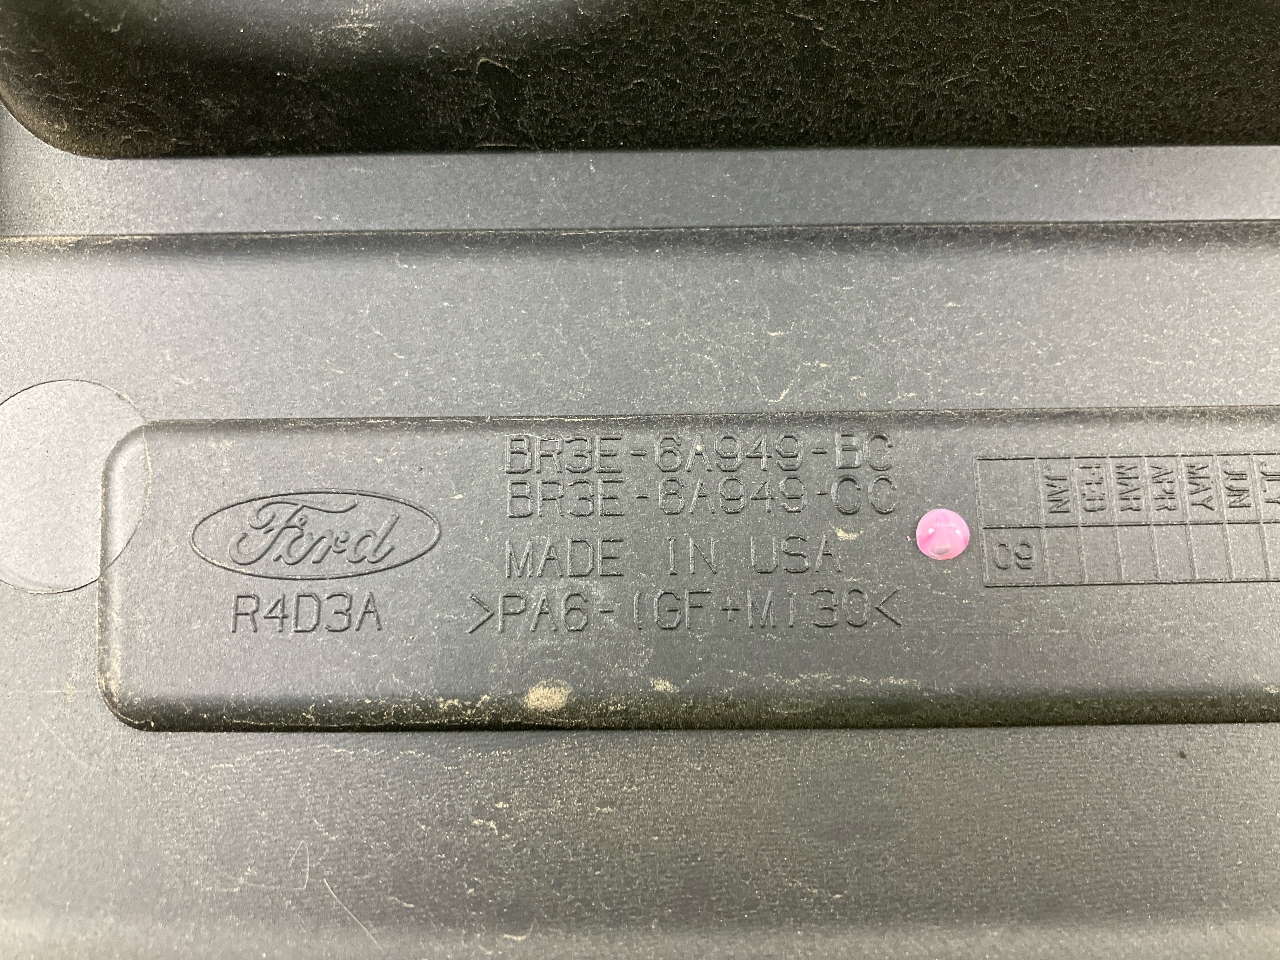 BR3E-6A949-BC
BR3E-6A949-CC
Ford
MADE IN USA
R4D3A
>PA6-IGF+M130<
JAN
FEB
MAR
APR
MAY
JUN
09